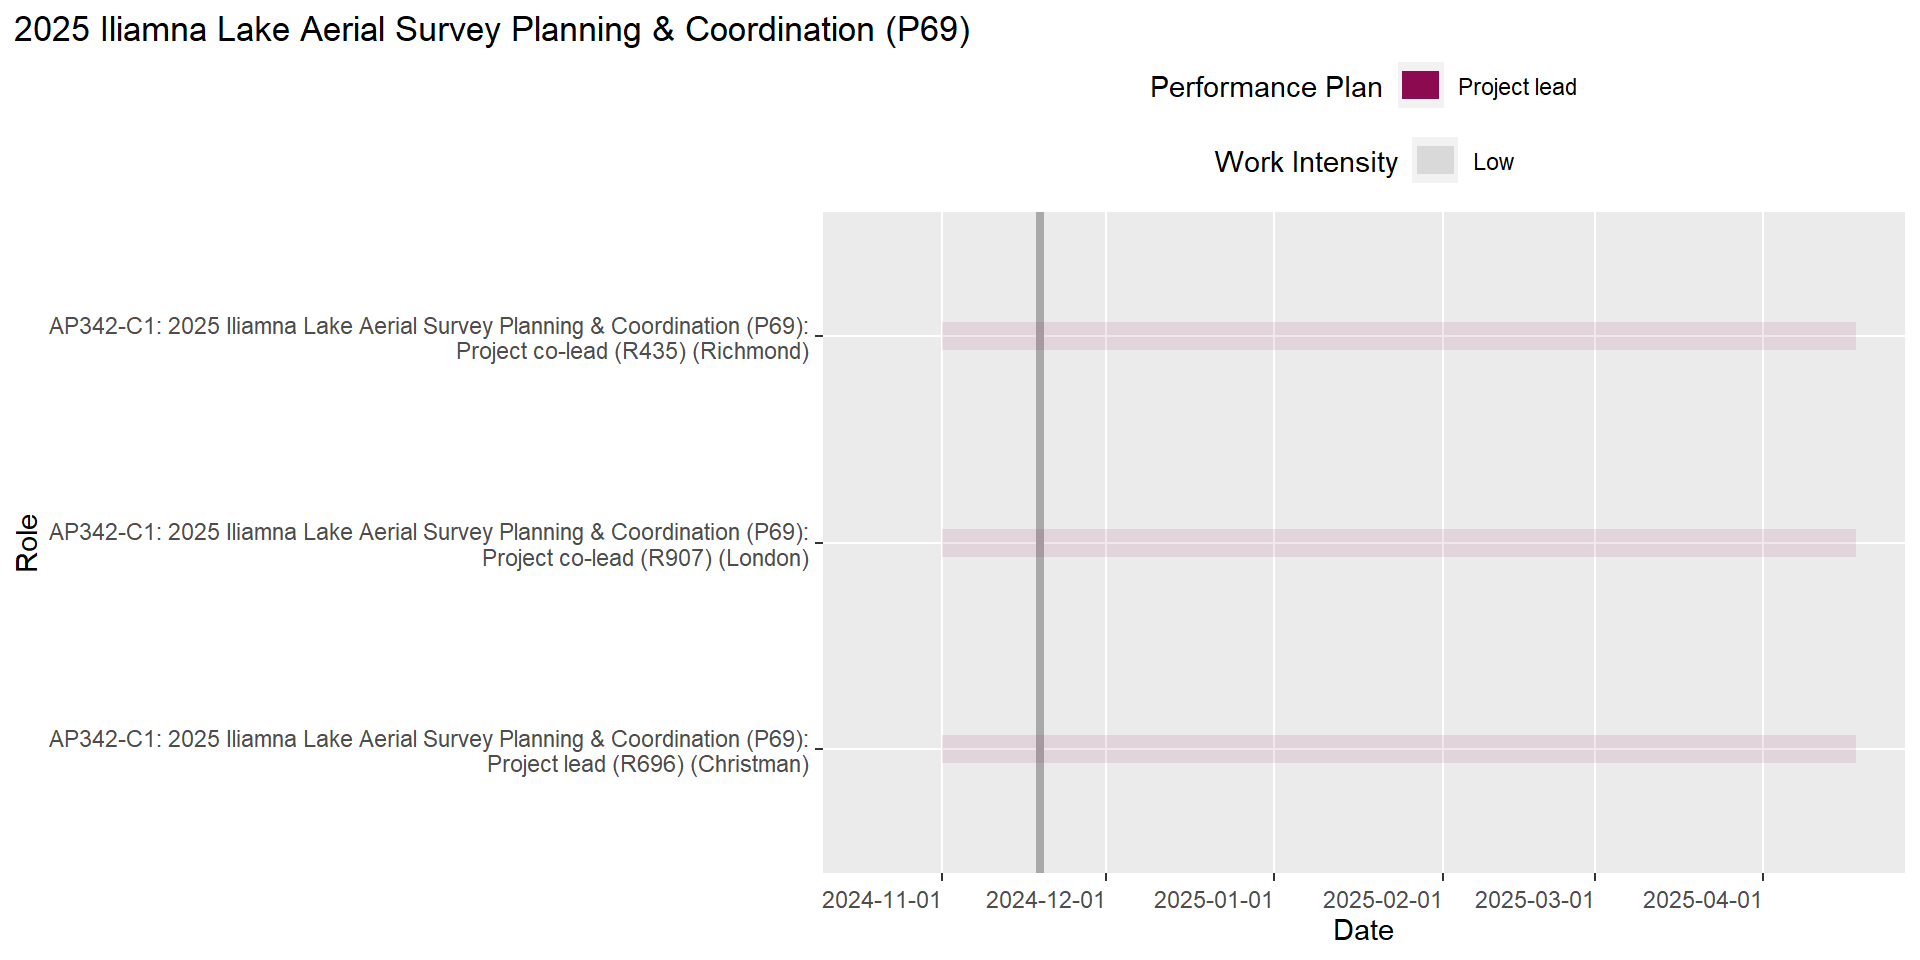 2025 Iliamna Lake Aerial Survey Planning & Coordination (P69)
Performance Plan
Project lead
Work Intensity
Low
AP342-C1: 2025 Iliamna Lake Aerial Survey Planning & Coordination (P69):
Project co-lead (R435) (Richmond)
Role
AP342-C1: 2025 Iliamna Lake Aerial Survey Planning & Coordination (P69):
Project co-lead (R907) (London)
AP342-C1: 2025 Iliamna Lake Aerial Survey Planning & Coordination (P69):
Project lead (R696) (Christman)
2024-11-01
2024-12-01
2025-01-01
2025-02-01
2025-03-01
2025-04-01
Date